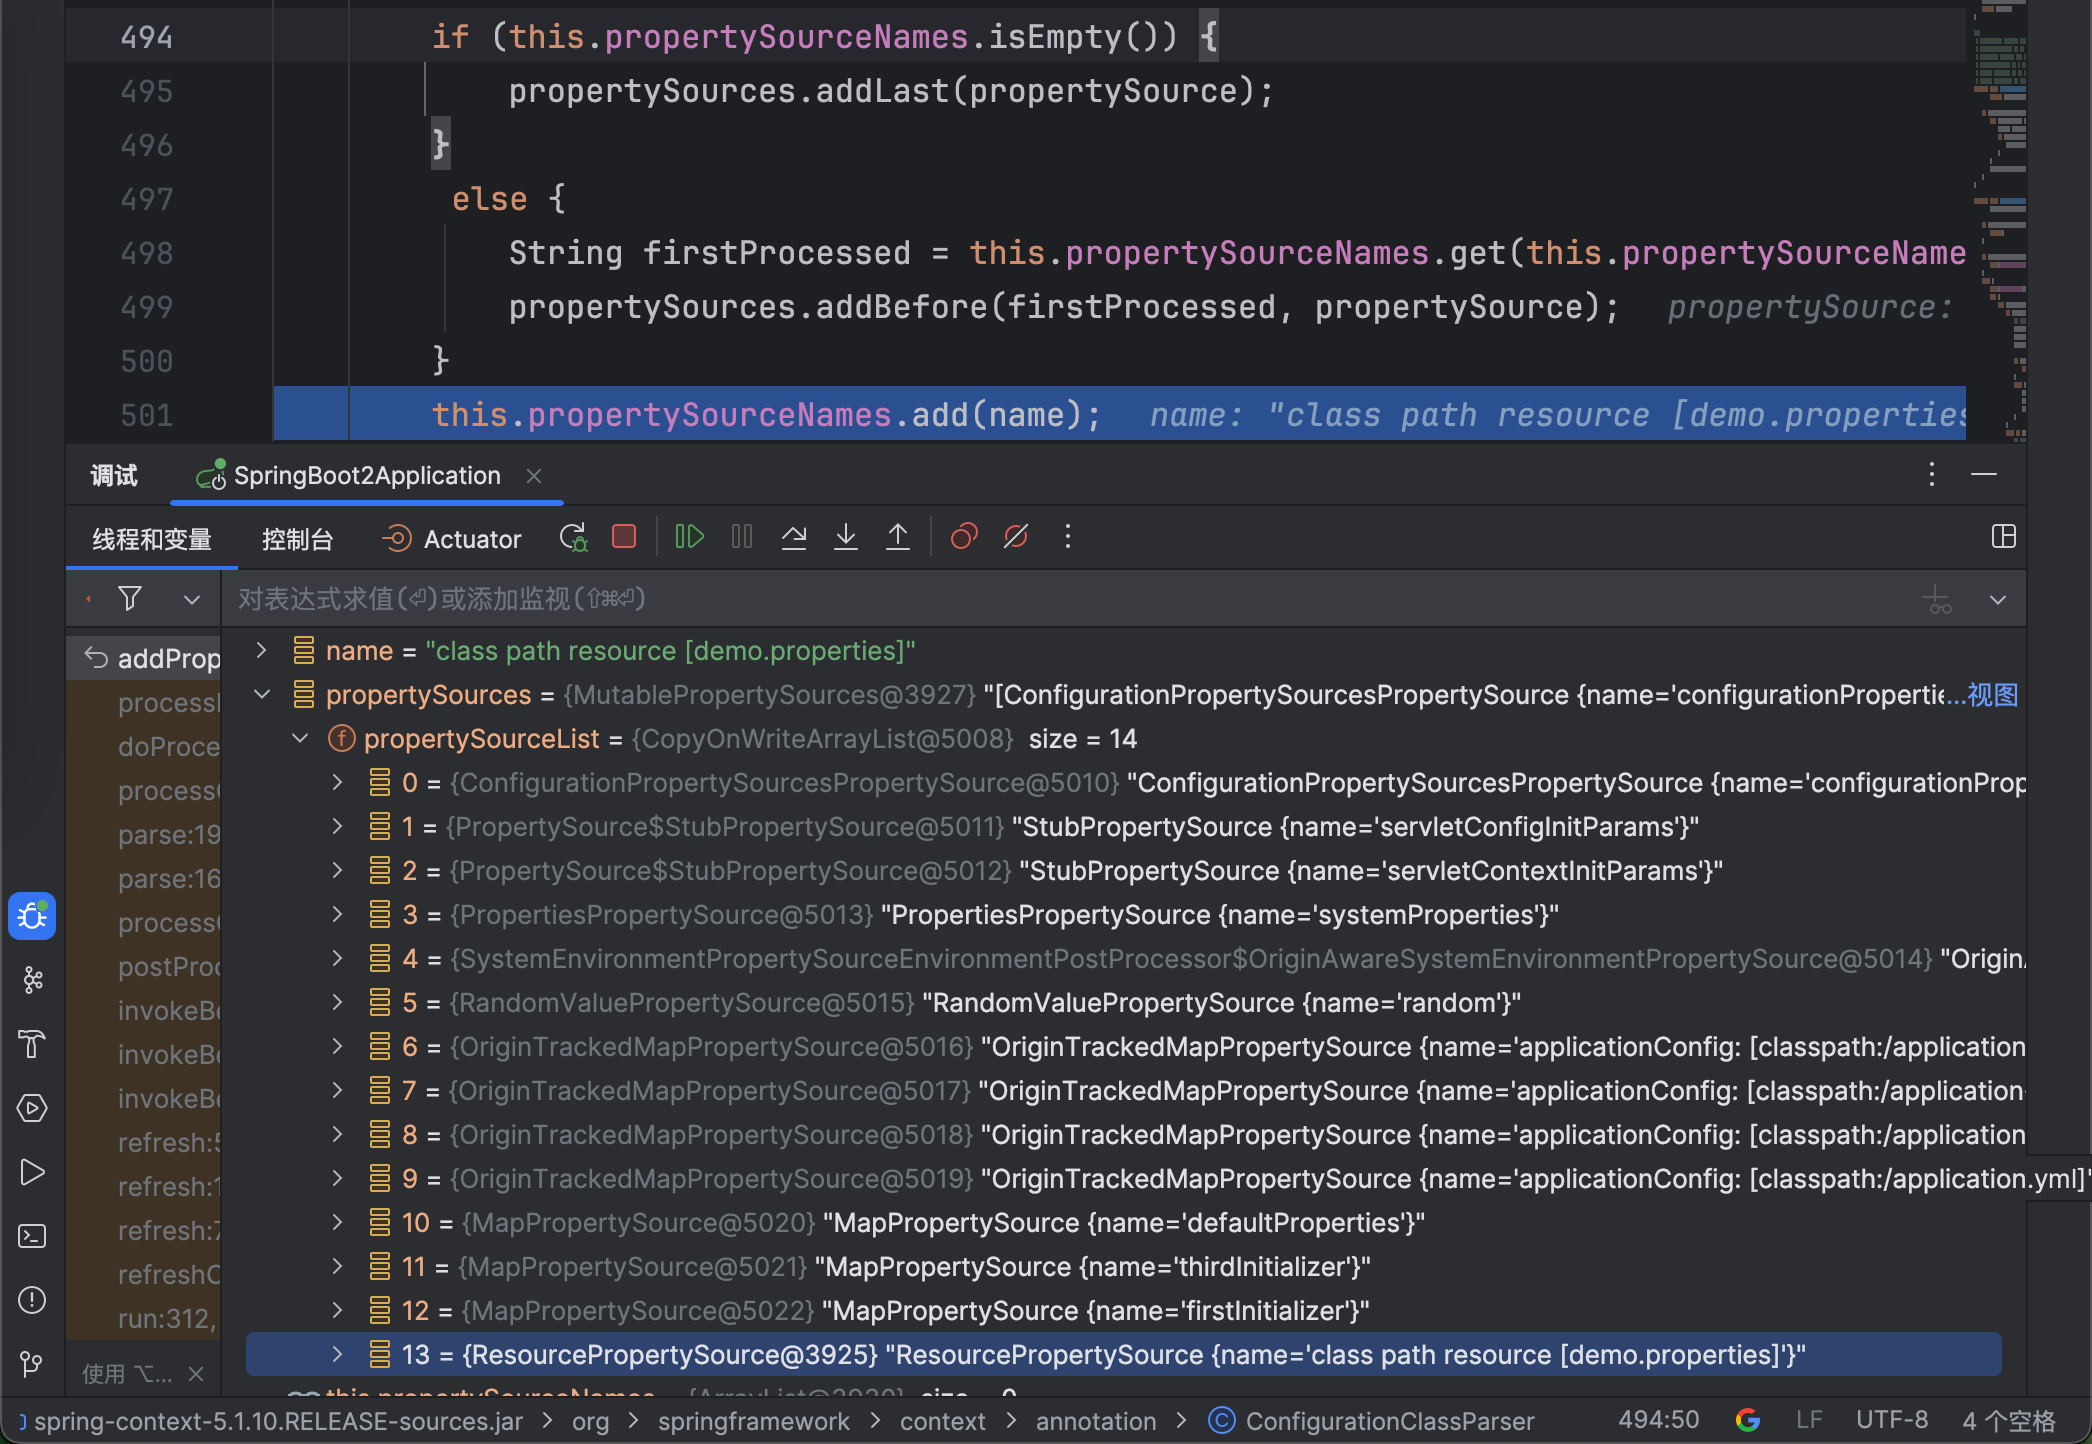 494 if (this.propertySourceNames.isEmpty()) {
495 propertySources.addLast(propertySource);
496 }
497 else {
498 String firstProcessed = this.propertySourceNames.get(this.propertySourceName
499 propertySources.addBefore(firstProcessed, propertySource); propertySource:
500 }
501 this.propertySourceNames.add(name); name: "class path resource [demo.properties
调试 SpringBoot2Application
线程和变量 控制台 Actuator
对表达式求值(⏎)或添加监视(⇧⌘⏎)
addProp
process
doProce
process
parse:19
parse:16
process
postProc
invokeBe
invokeBe
invokeBe
refresh:5
refresh:1
refresh:7
refreshC
run:312,
使用 ⌥...
name = "class path resource [demo.properties]"
propertySources = {MutablePropertySources@3927} "[ConfigurationPropertySourcesPropertySource {name='configurationPropertie...视图
propertySourceList = {CopyOnWriteArrayList@5008} size = 14
0 = {ConfigurationPropertySourcesPropertySource@5010} "ConfigurationPropertySourcesPropertySource {name='configurationProp
1 = {PropertySource$StubPropertySource@5011} "StubPropertySource {name='servletConfigInitParams'}"
2 = {PropertySource$StubPropertySource@5012} "StubPropertySource {name='servletContextInitParams'}"
3 = {PropertiesPropertySource@5013} "PropertiesPropertySource {name='systemProperties'}"
4 = {SystemEnvironmentPropertySourceEnvironmentPostProcessor$OriginAwareSystemEnvironmentPropertySource@5014} "OriginA
5 = {RandomValuePropertySource@5015} "RandomValuePropertySource {name='random'}"
6 = {OriginTrackedMapPropertySource@5016} "OriginTrackedMapPropertySource {name='applicationConfig: [classpath:/application
7 = {OriginTrackedMapPropertySource@5017} "OriginTrackedMapPropertySource {name='applicationConfig: [classpath:/application
8 = {OriginTrackedMapPropertySource@5018} "OriginTrackedMapPropertySource {name='applicationConfig: [classpath:/application
9 = {OriginTrackedMapPropertySource@5019} "OriginTrackedMapPropertySource {name='applicationConfig: [classpath:/application.yml]'
10 = {MapPropertySource@5020} "MapPropertySource {name='defaultProperties'}"
11 = {MapPropertySource@5021} "MapPropertySource {name='thirdInitializer'}"
12 = {MapPropertySource@5022} "MapPropertySource {name='firstInitializer'}"
13 = {ResourcePropertySource@3925} "ResourcePropertySource {name='class path resource [demo.properties]'}"
this.propertySourceNames
spring-context-5.1.10.RELEASE-sources.jar > org > springframework > context > annotation > ConfigurationClassParser 494:50 LF UTF-8 4 个空格